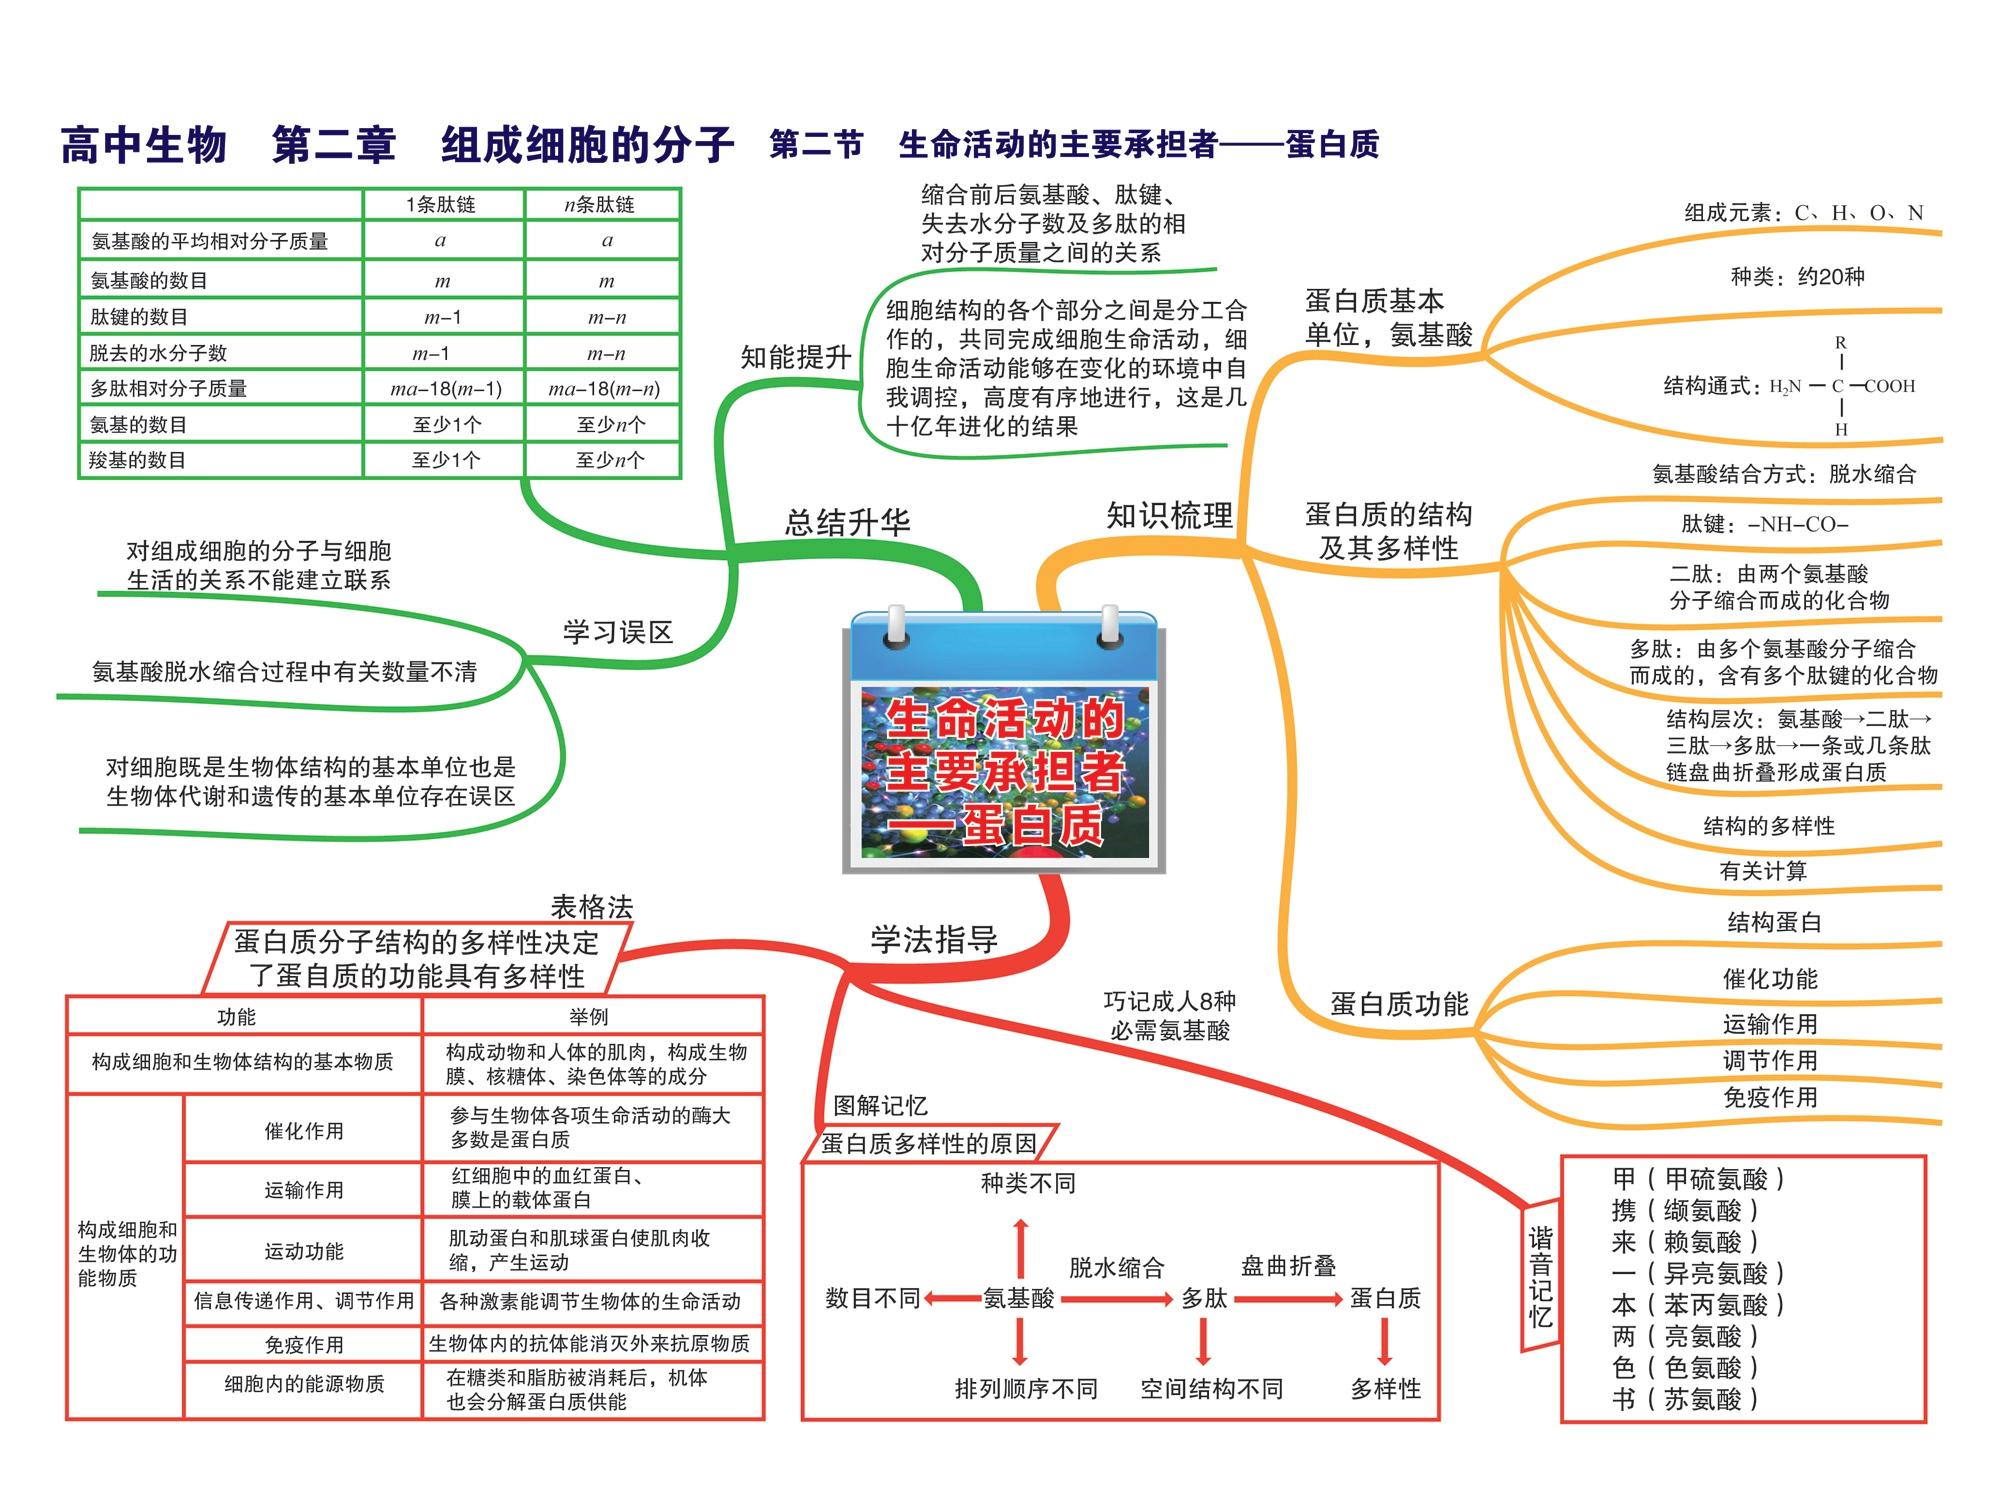 高中生物 第二章 组成细胞的分子 第二节 生命活动的主要承担者——蛋白质
1条肽链 n条肽链
氨基酸的平均相对分子质量 a a
氨基酸的数目 m m
肽键的数目 m−1 m−n
脱去的水分子数 m−1 m−n
多肽相对分子质量 ma−18(m−1) ma−18(m−n)
氨基的数目 至少1个 至少n个
羧基的数目 至少1个 至少n个
总结升华
知能提升
缩合前后氨基酸、肽键、
失去水分子数及多肽的相
对分子质量之间的关系
细胞结构的各个部分之间是分工合
作的，共同完成细胞生命活动，细
胞生命活动能够在变化的环境中自
我调控，高度有序地进行，这是几
十亿年进化的结果
学习误区
对组成细胞的分子与细胞
生活的关系不能建立联系
氨基酸脱水缩合过程中有关数量不清
对细胞既是生物体结构的基本单位也是
生物体代谢和遗传的基本单位存在误区
生命活动的
主要承担者
—蛋白质
知识梳理
蛋白质基本
单位，氨基酸
组成元素：C、H、O、N
种类：约20种
R
结构通式：H₂N — C —COOH
H
蛋白质的结构
及其多样性
氨基酸结合方式：脱水缩合
肽键：−NH−CO−
二肽：由两个氨基酸
分子缩合而成的化合物
多肽：由多个氨基酸分子缩合
而成的，含有多个肽键的化合物
结构层次：氨基酸→二肽→
三肽→多肽→一条或几条肽
链盘曲折叠形成蛋白质
结构的多样性
有关计算
蛋白质功能
结构蛋白
催化功能
运输作用
调节作用
免疫作用
学法指导
表格法
蛋白质分子结构的多样性决定
了蛋自质的功能具有多样性
功能 举例
构成细胞和生物体结构的基本物质
构成动物和人体的肌肉，构成生物
膜、核糖体、染色体等的成分
构成细胞和
生物体的功
能物质
催化作用
参与生物体各项生命活动的酶大
多数是蛋白质
运输作用
红细胞中的血红蛋白、
膜上的载体蛋白
运动功能
肌动蛋白和肌球蛋白使肌肉收
缩，产生运动
信息传递作用、调节作用 各种激素能调节生物体的生命活动
免疫作用 生物体内的抗体能消灭外来抗原物质
细胞内的能源物质
在糖类和脂肪被消耗后，机体
也会分解蛋白质供能
图解记忆
蛋白质多样性的原因
种类不同
脱水缩合 盘曲折叠
数目不同 氨基酸 多肽 蛋白质
排列顺序不同 空间结构不同 多样性
巧记成人8种
必需氨基酸
谐音记忆
甲（甲硫氨酸）
携（缬氨酸）
来（赖氨酸）
一（异亮氨酸）
本（苯丙氨酸）
两（亮氨酸）
色（色氨酸）
书（苏氨酸）